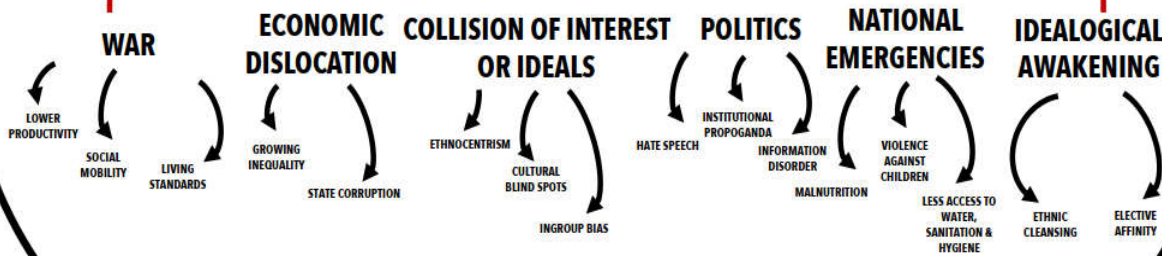 WAR
LOWER
PRODUCTIVITY
SOCIAL
MOBILITY
LIVING
STANDARDS
ECONOMIC
DISLOCATION
GROWING
INEQUALITY
STATE CORRUPTION
COLLISION OF INTEREST
OR IDEALS
ETHNOCENTRISM
CULTURAL
BLIND SPOTS
INGROUP BIAS
POLITICS
HATE SPEECH
INSTITUTIONAL
PROPOGANDA
INFORMATION
DISORDER
NATIONAL
EMERGENCIES
MALNUTRITION
VIOLENCE
AGAINST
CHILDREN
LESS ACCESS TO
WATER,
SANITATION &
HYGIENE
IDEALOGICAL
AWAKENING
ETHNIC
CLEANSING
ELECTIVE
AFFINITY